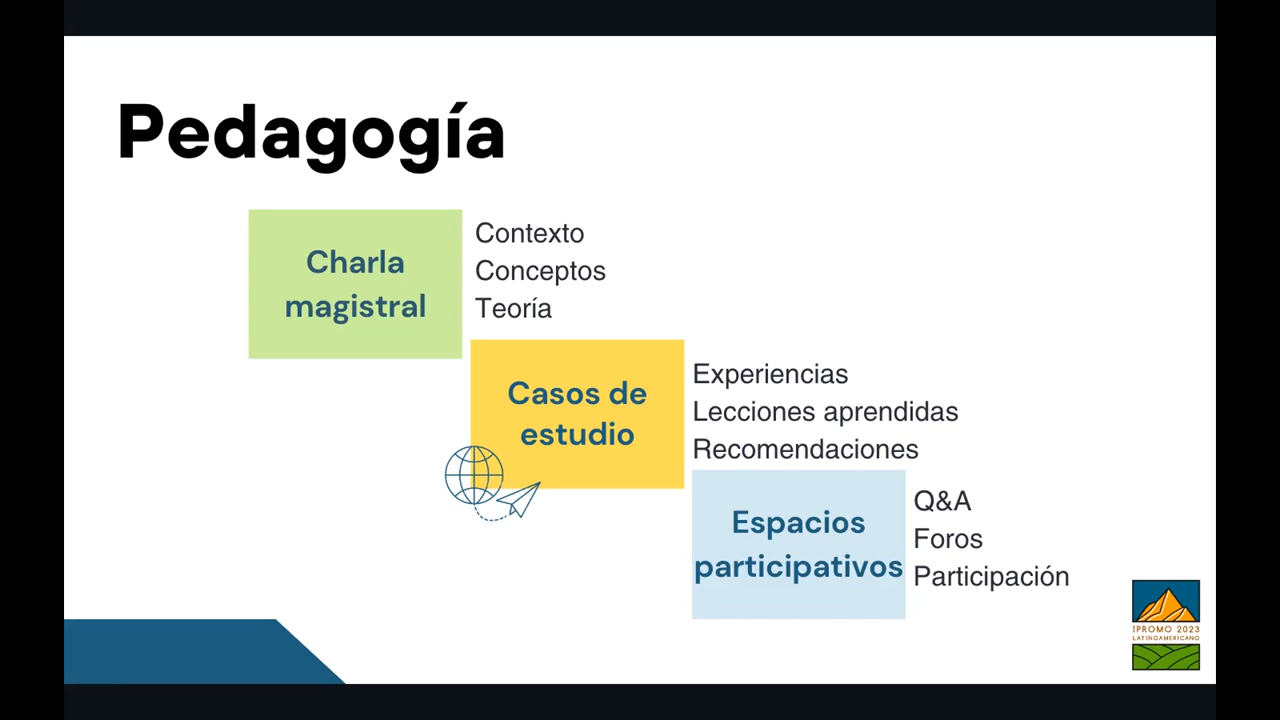 Pedagogía
Charla
magistral
Contexto
Conceptos
Teoría
Casos de
estudio
Experiencias
Lecciones aprendidas
Recomendaciones
Espacios
participativos
Q&A
Foros
Participación
IPROMO 2023
LATINOAMERICANO